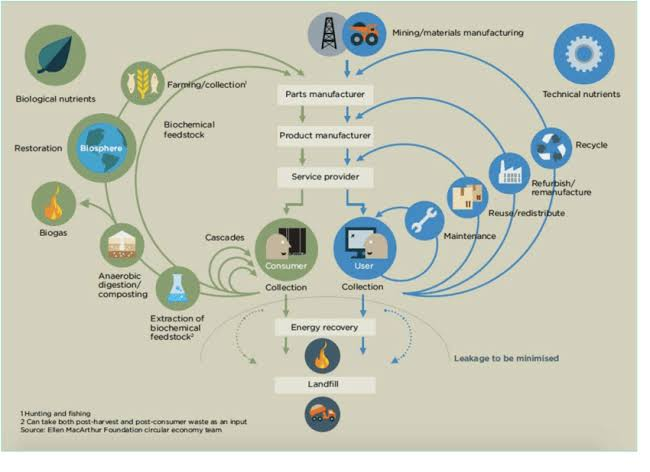 Mining/materials manufacturing
Biological nutrients
Farming/collection¹
Parts manufacturer
Technical nutrients
Biochemical
feedstock
Product manufacturer
Restoration
Biosphere
Recycle
Service provider
Refurbish/
remanufacture
Reuse/redistribute
Biogas
Cascades
Maintenance
Consumer
User
Anaerobic
digestion/
composting
Collection
Collection
Extraction of
biochemical
feedstock²
Energy recovery
Leakage to be minimised
Landfill
1 Hunting and fishing
2 Can take both post-harvest and post-consumer waste as an input
Source: Ellen MacArthur Foundation circular economy team